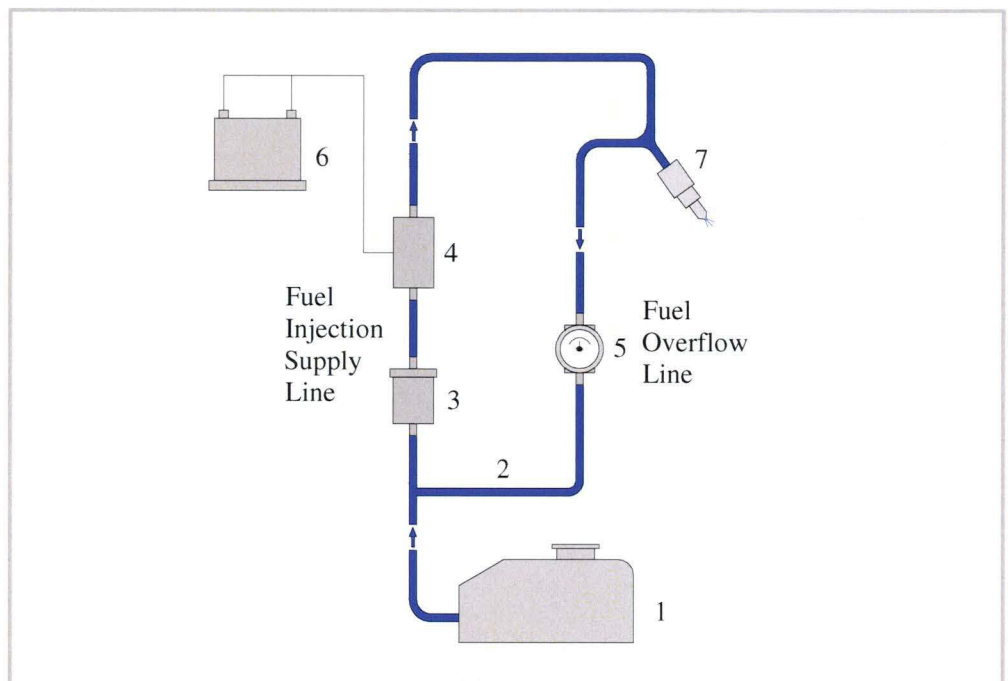 6
7
4
Fuel
Injection
Supply
Line
Fuel
Overflow
Line
5
3
2
1